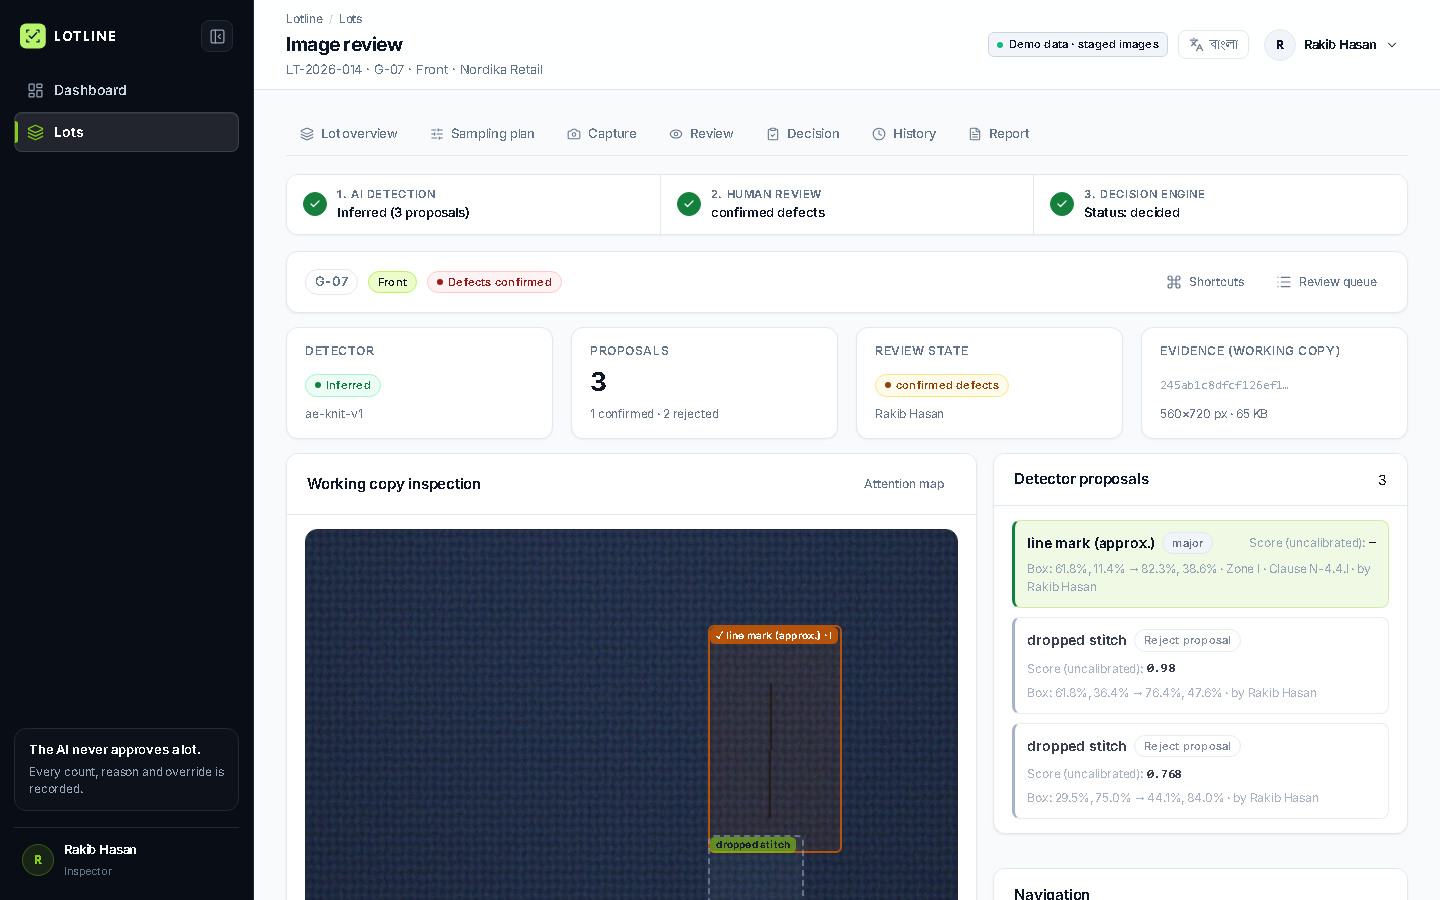 LOTLINE
Dashboard
Lots
The AI never approves a lot.
Every count, reason and override is
recorded.
R
Rakib Hasan
Inspector
Lotline / Lots
Image review
LT-2026-014 · G-07 · Front · Nordika Retail
Demo data · staged images
বাংলা
R
Rakib Hasan
Lot overview
Sampling plan
Capture
Review
Decision
History
Report
1. AI DETECTION
Inferred (3 proposals)
2. HUMAN REVIEW
confirmed defects
3. DECISION ENGINE
Status: decided
G-07
Front
Defects confirmed
Shortcuts
Review queue
DETECTOR
Inferred
ae-knit-v1
PROPOSALS
3
1 confirmed · 2 rejected
REVIEW STATE
confirmed defects
Rakib Hasan
EVIDENCE (WORKING COPY)
245ab1c8dfcf126ef1…
560×720 px · 65 KB
Working copy inspection
Attention map
✓ line mark (approx.) · I
dropped stitch
Detector proposals
3
line mark (approx.)
major
Score (uncalibrated): —
Box: 61.8%, 11.4% → 82.3%, 38.6% · Zone I · Clause N-4.4.I · by
Rakib Hasan
dropped stitch
Reject proposal
Score (uncalibrated): 0.98
Box: 61.8%, 36.4% → 76.4%, 47.6% · by Rakib Hasan
dropped stitch
Reject proposal
Score (uncalibrated): 0.768
Box: 29.5%, 75.0% → 44.1%, 84.0% · by Rakib Hasan
Navigation